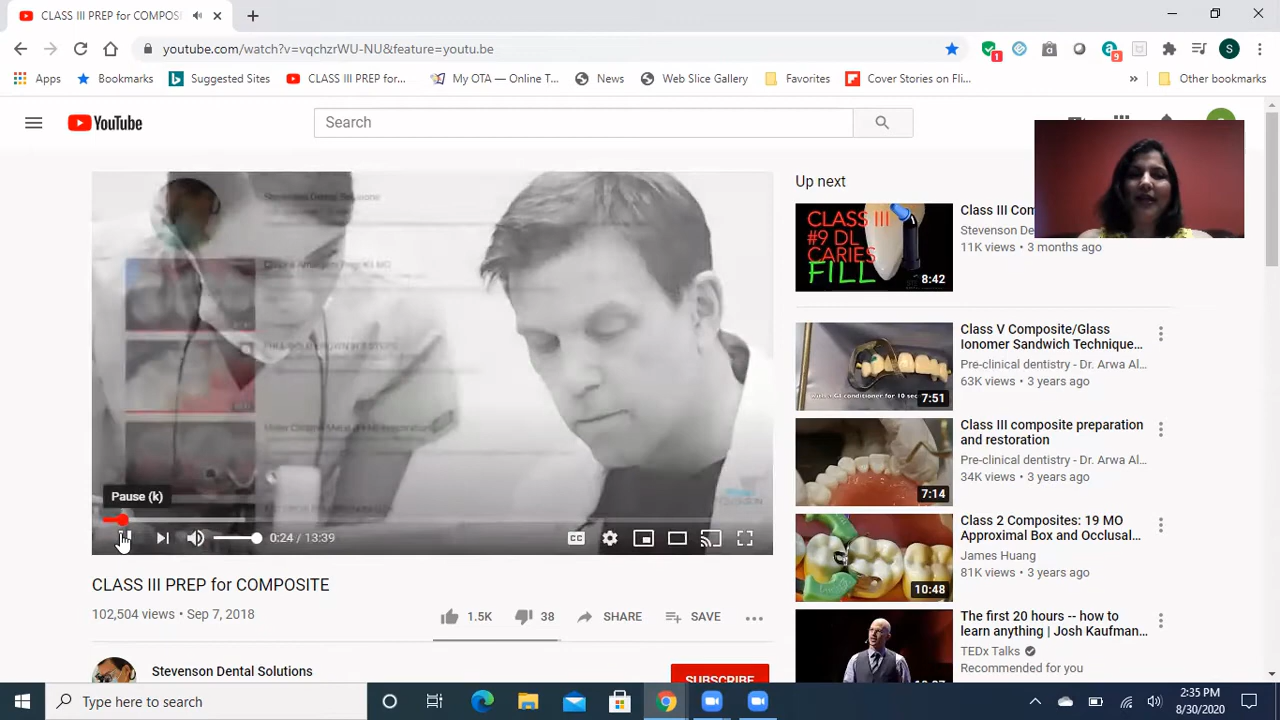 CLASS III PREP for COMPOSI
youtube.com/watch?v=vqchzrWU-NU&feature=youtu.be
1
9
S
Apps
Bookmarks
Suggested Sites
CLASS III PREP for...
My OTA — Online T...
News
Web Slice Gallery
Favorites
Cover Stories on Fli...
»
Other bookmarks
YouTube
Search
Up next
Stevenson Dental Solutions
CLASS III
#9 DL
CARIES
FILL
8:42
Class III Com
Stevenson De
11K views • 3 months ago
7:51
Class V Composite/Glass
Ionomer Sandwich Technique...
Pre-clinical dentistry - Dr. Arwa Al...
63K views • 3 years ago
7:14
Class III composite preparation
and restoration
Pre-clinical dentistry - Dr. Arwa Al...
34K views • 3 years ago
10:48
Class 2 Composites: 19 MO
Approximal Box and Occlusal...
James Huang
81K views • 3 years ago
The first 20 hours -- how to
learn anything | Josh Kaufman...
TEDx Talks
Recommended for you
Pause (k)
0:24 / 13:39
CC
CLASS III PREP for COMPOSITE
102,504 views • Sep 7, 2018
1.5K
38
SHARE
SAVE
Stevenson Dental Solutions
SUBSCRIBE
Type here to search
2:35 PM
8/30/2020